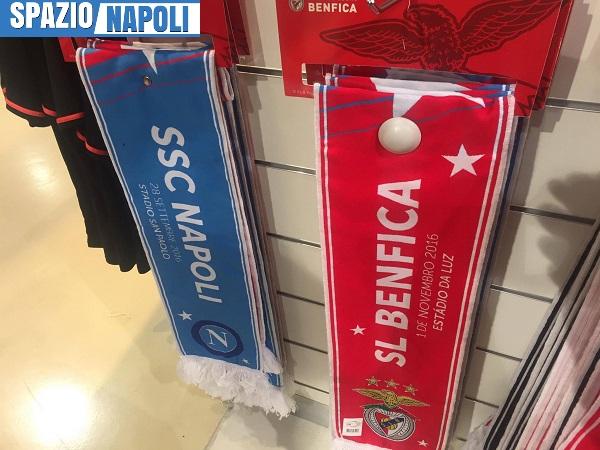 SPAZIO NAPOLI
BENFICA
SSC NAPOLI
28 SETTEMBRE 2016
STADIO SAN PAOLO
N
SL BENFICA
1 DE NOVEMBRO 2016
ESTÁDIO DA LUZ